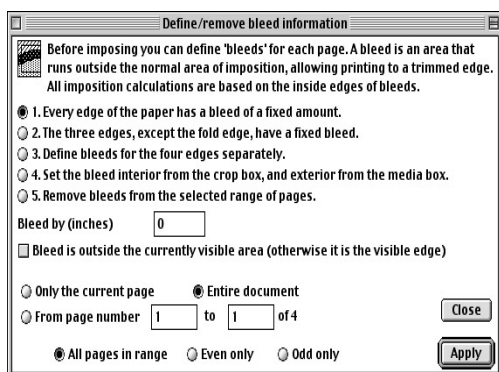 Define/remove bleed information
Before imposing you can define 'bleeds' for each page. A bleed is an area that
runs outside the normal area of imposition, allowing printing to a trimmed edge.
All imposition calculations are based on the inside edges of bleeds.
1. Every edge of the paper has a bleed of a fixed amount.
2. The three edges, except the fold edge, have a fixed bleed.
3. Define bleeds for the four edges separately.
4. Set the bleed interior from the crop box, and exterior from the media box.
5. Remove bleeds from the selected range of pages.
Bleed by (inches) 0
Bleed is outside the currently visible area (otherwise it is the visible edge)
Only the current page Entire document
From page number 1 to 1 of 4
Close
All pages in range Even only Odd only
Apply